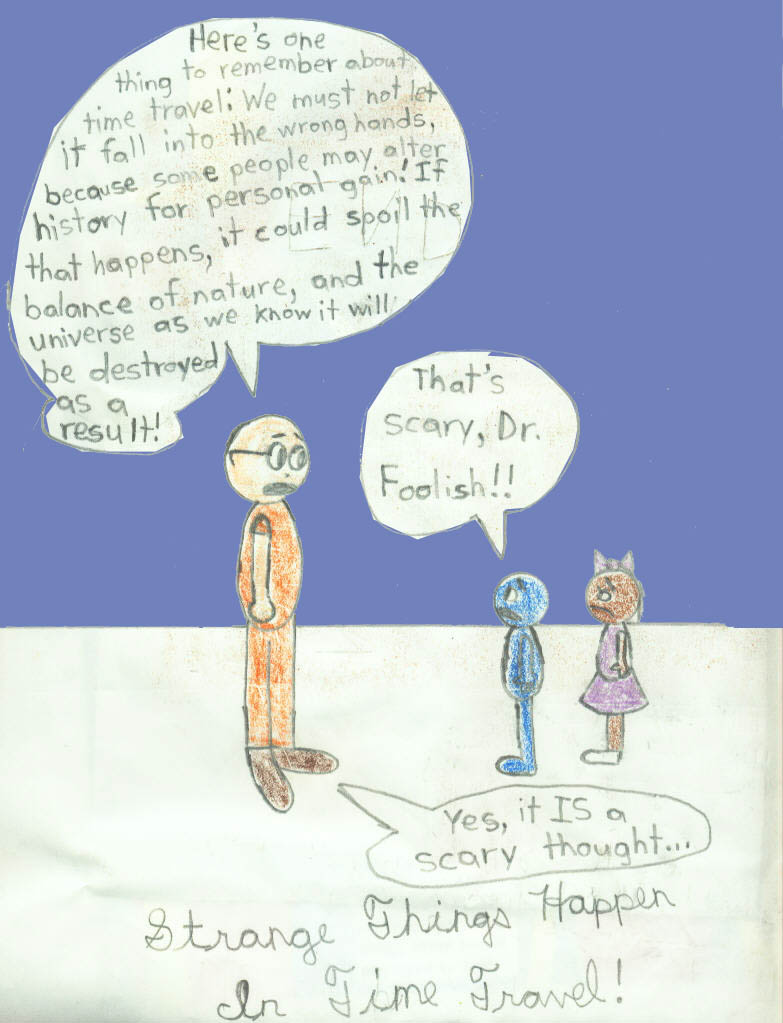 Here's one
thing to remember about
time travel: We must not let
it fall into the wrong hands,
because some people may alter
history for personal gain! If
that happens, it could spoil the
balance of nature, and the
universe as we know it will
be destroyed
as a
result!
That's
scary, Dr.
Foolish!!
Yes, it IS a
scary thought...
Strange Things Happen
In Time Travel!